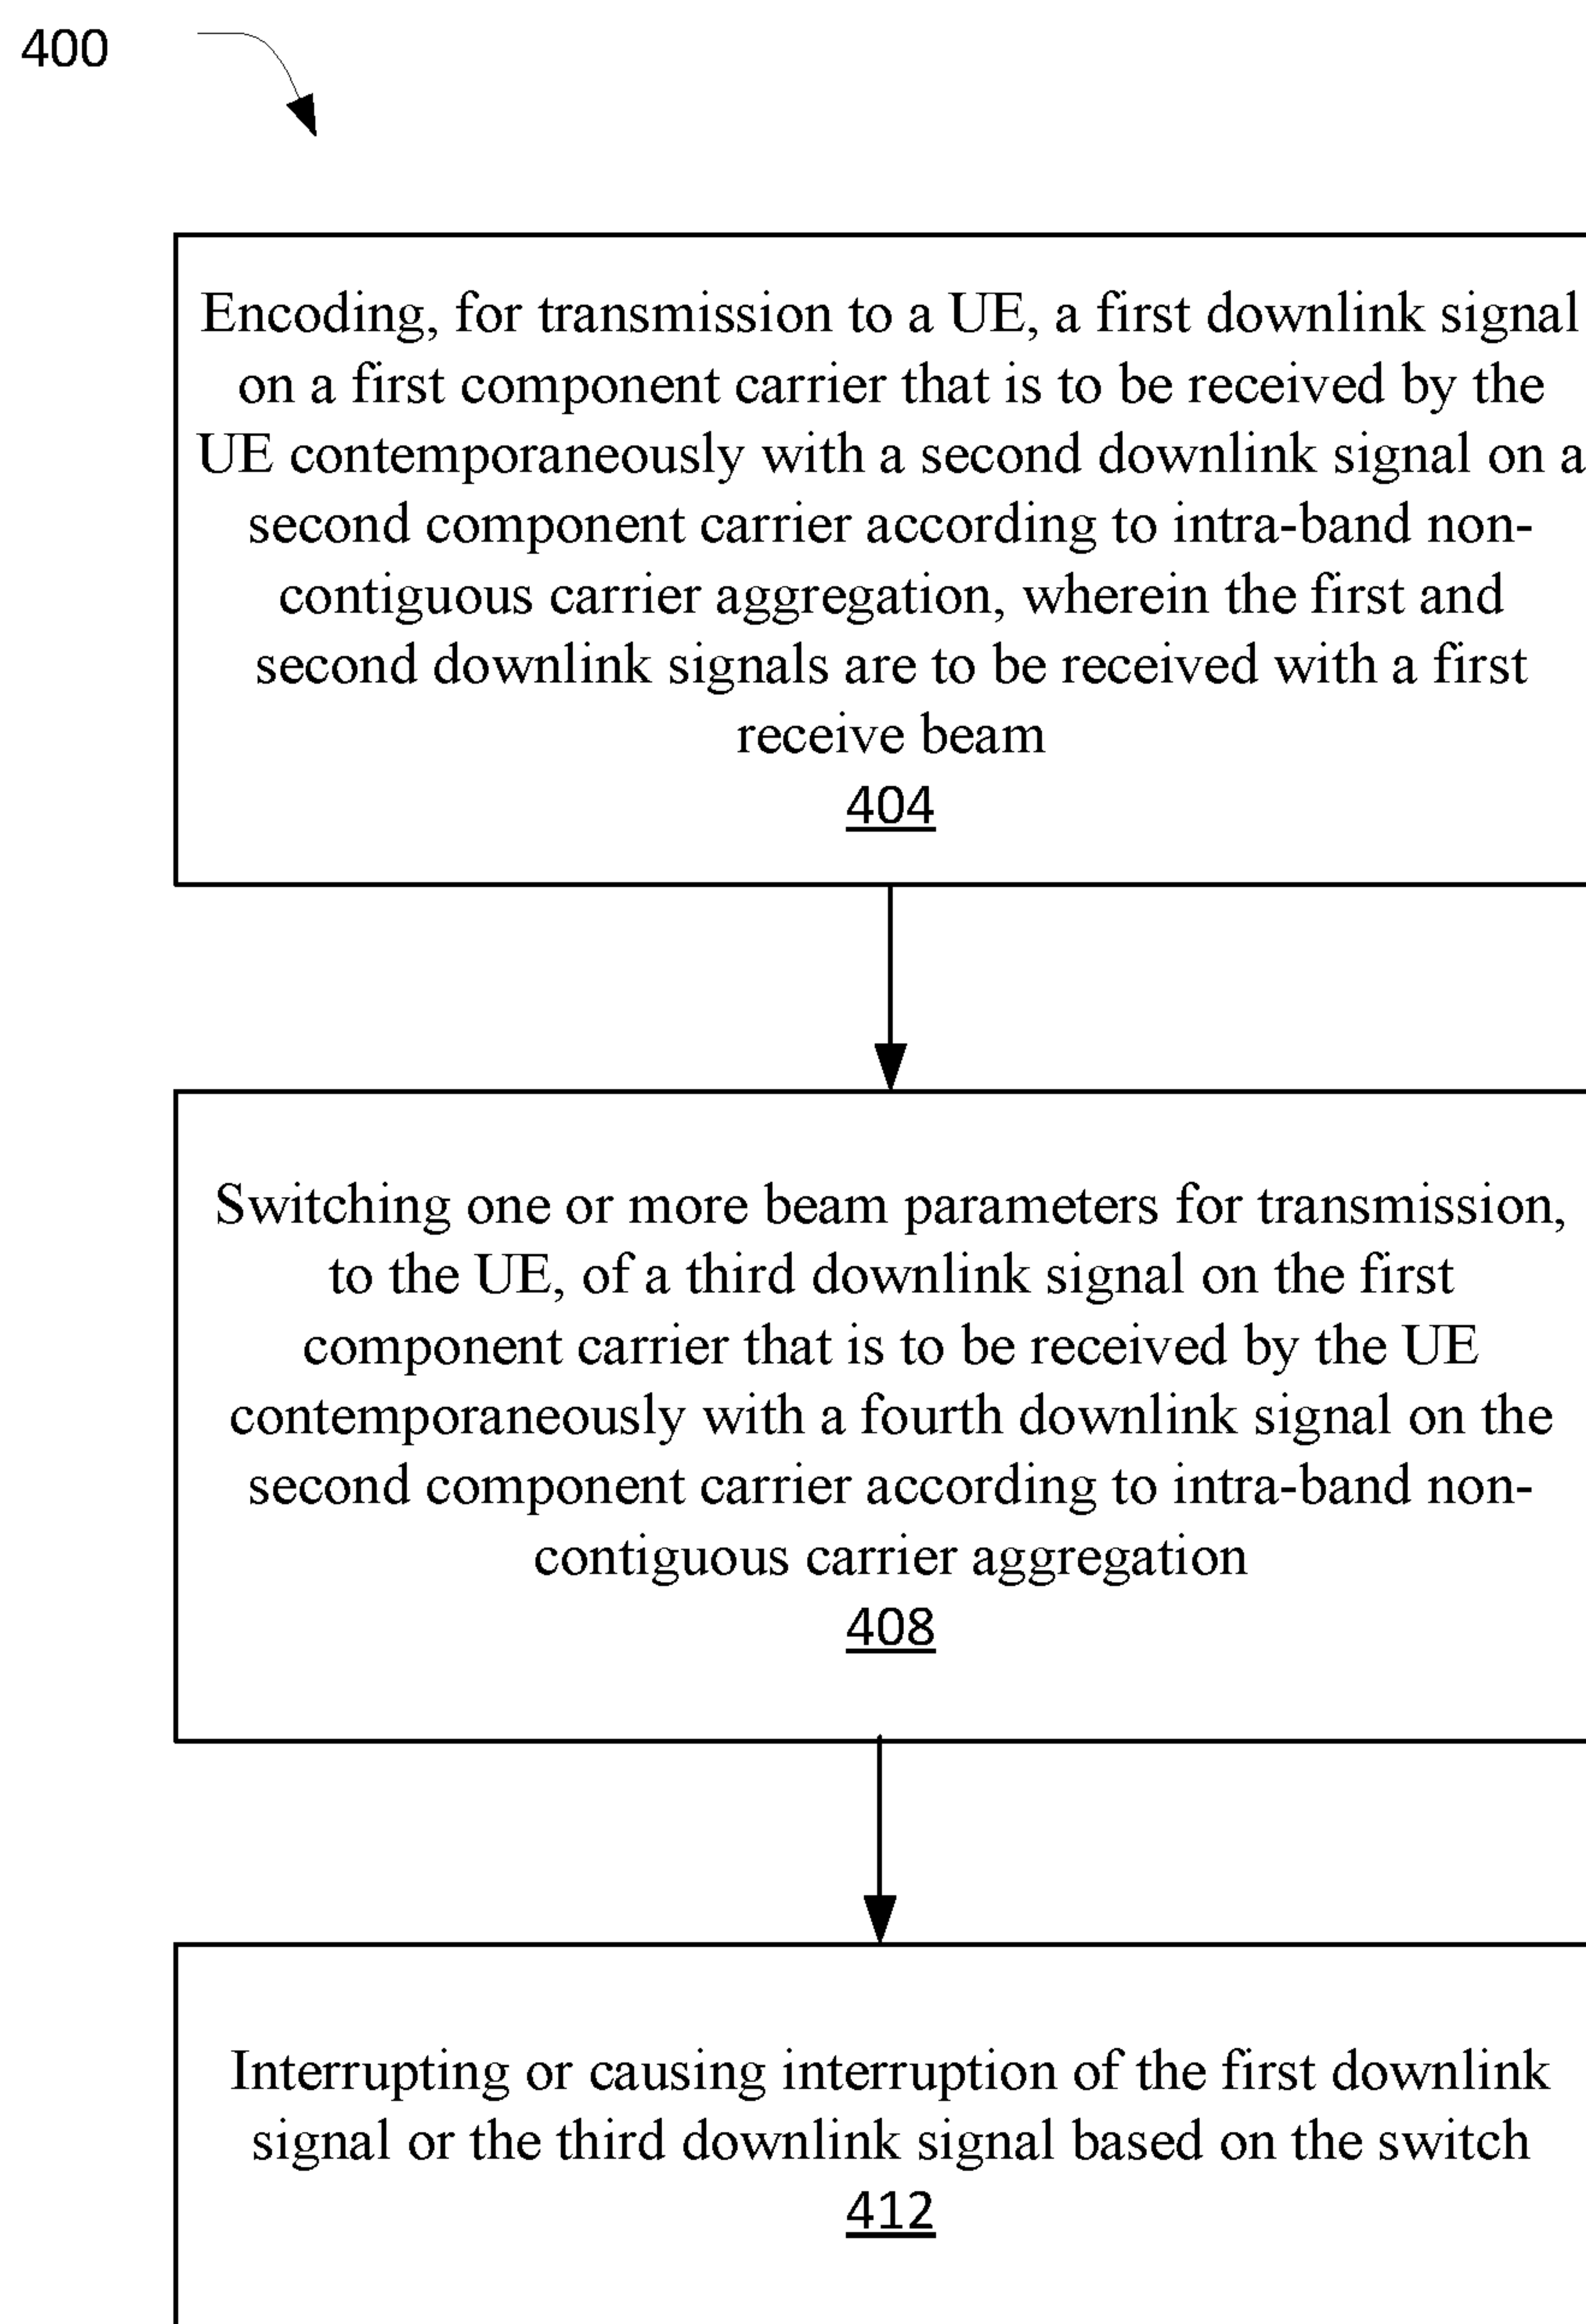 400
Encoding, for transmission to a UE, a first downlink signal
on a first component carrier that is to be received by the
UE contemporaneously with a second downlink signal on a
second component carrier according to intra-band non-
contiguous carrier aggregation, wherein the first and
second downlink signals are to be received with a first
receive beam
404
Switching one or more beam parameters for transmission,
to the UE, of a third downlink signal on the first
component carrier that is to be received by the UE
contemporaneously with a fourth downlink signal on the
second component carrier according to intra-band non-
contiguous carrier aggregation
408
Interrupting or causing interruption of the first downlink
signal or the third downlink signal based on the switch
412